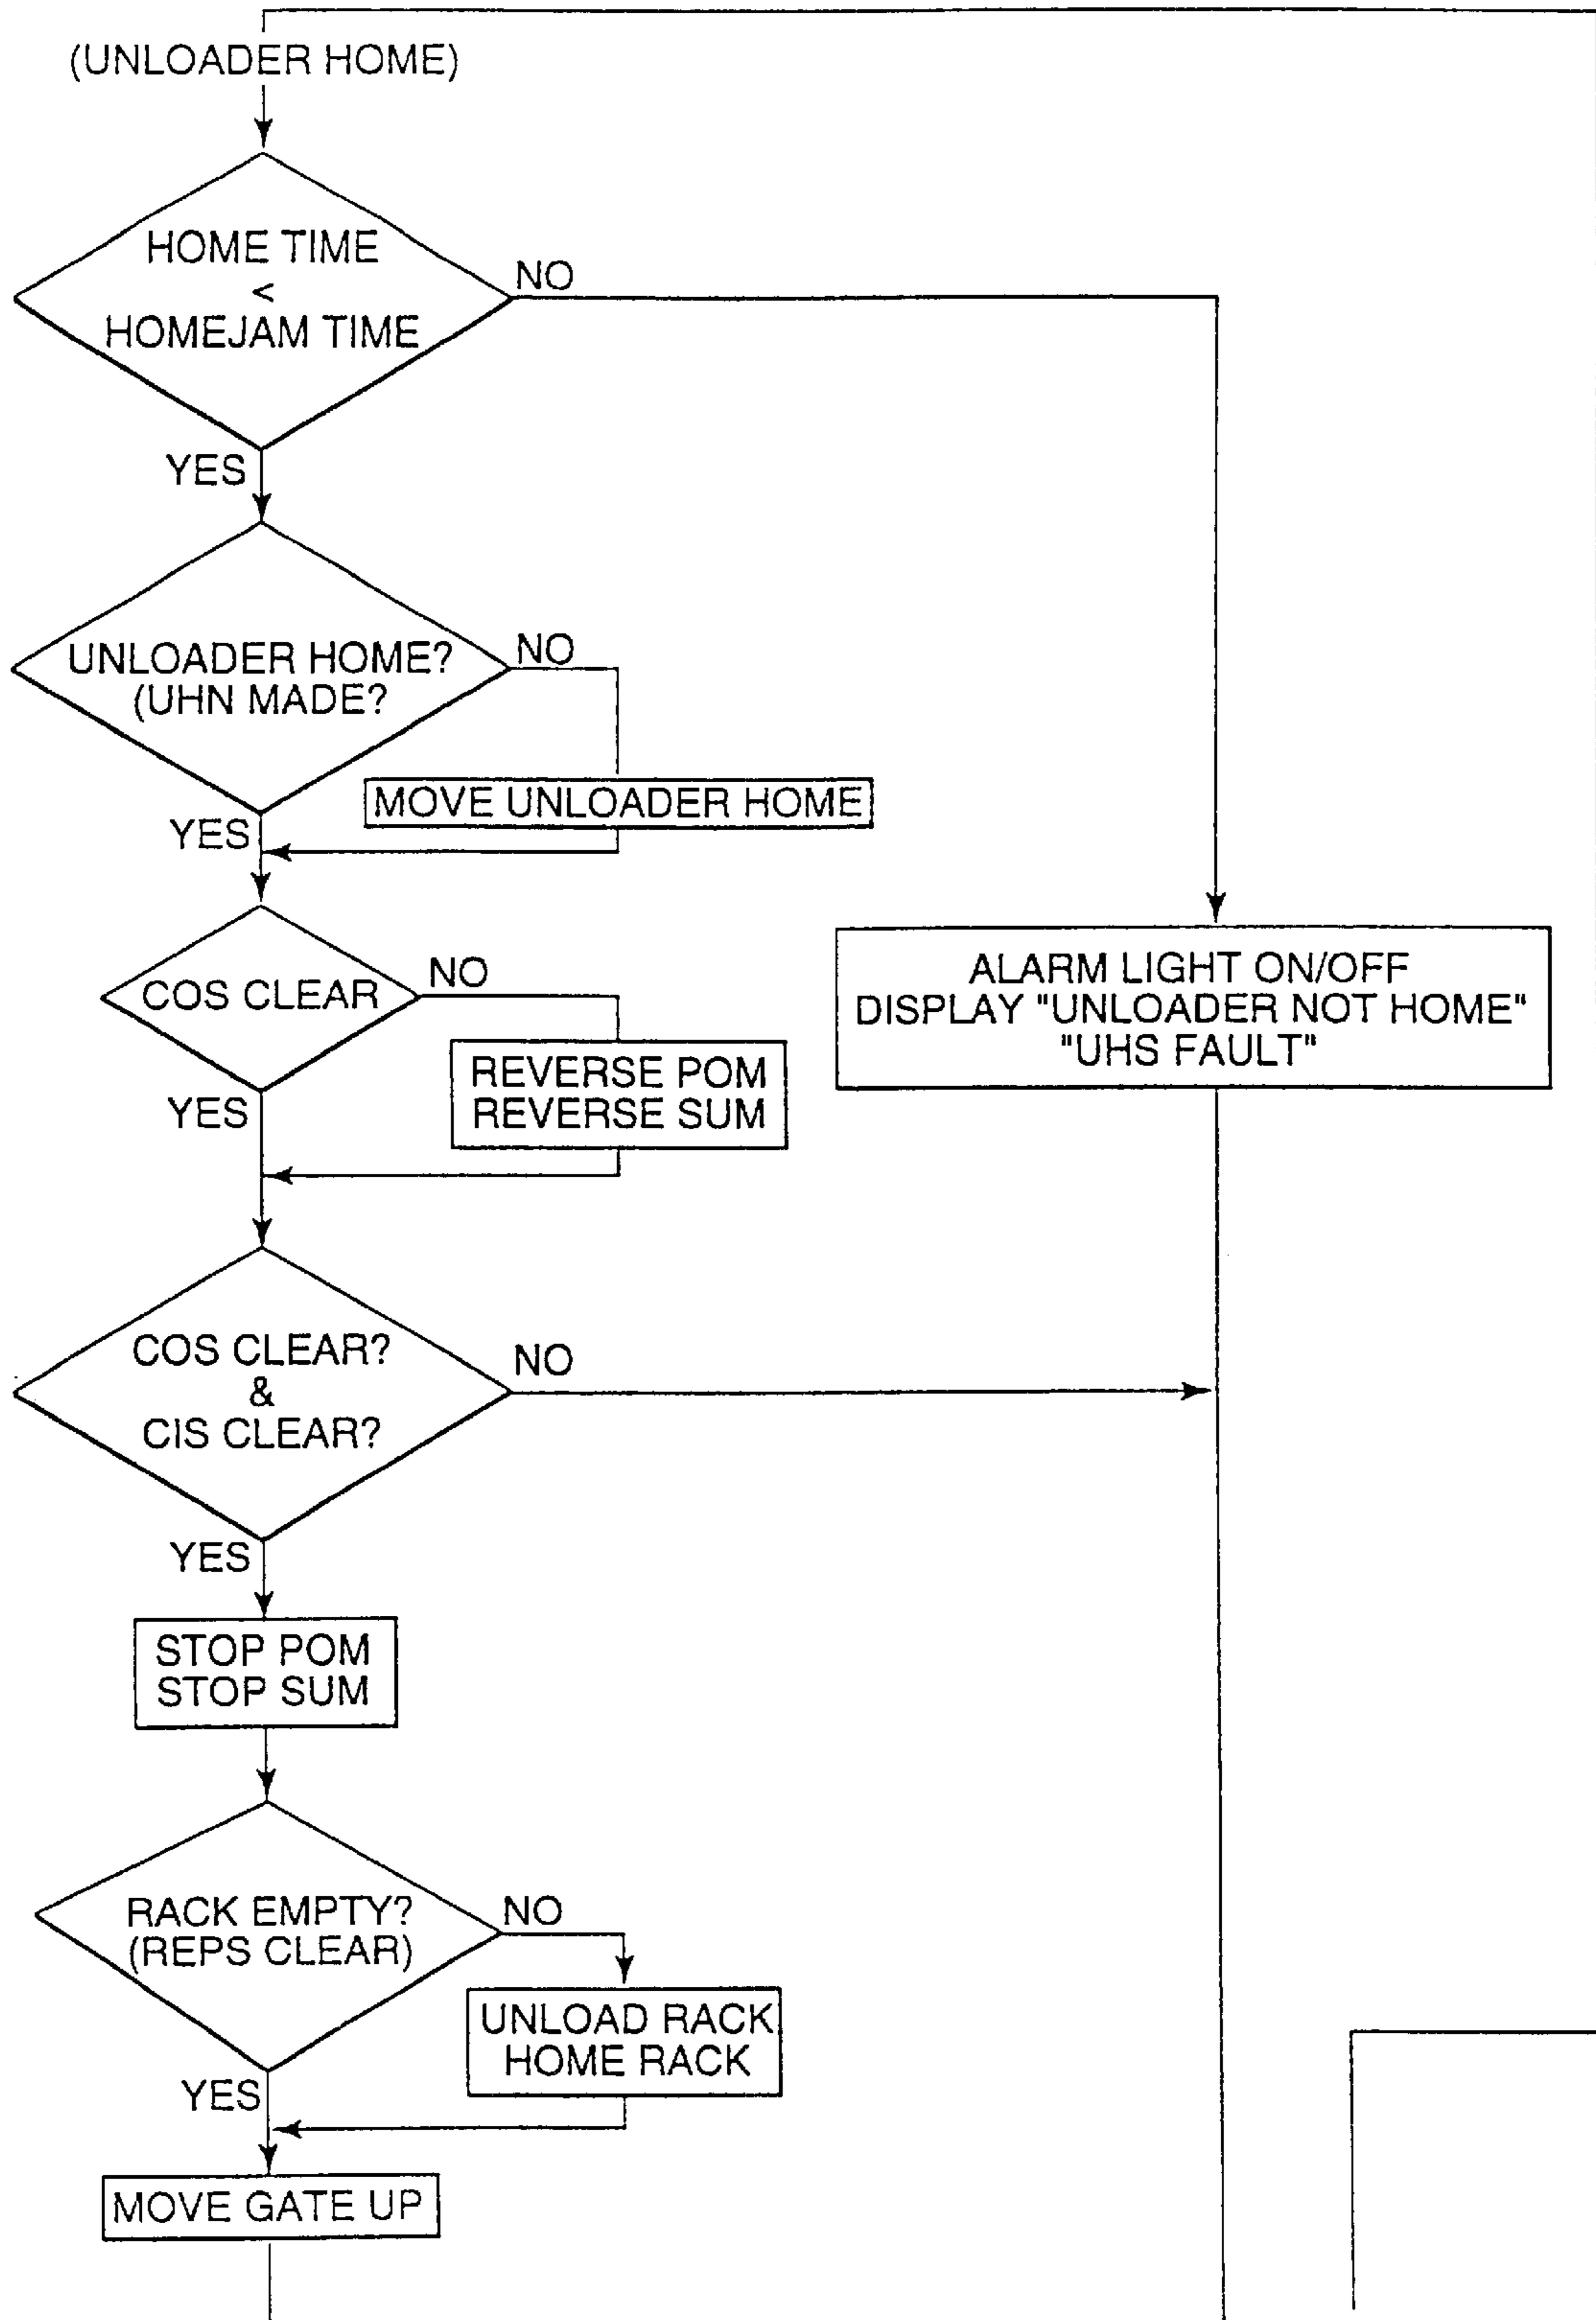 (UNLOADER HOME)
HOME TIME
<
HOMEJAM TIME
NO
YES
UNLOADER HOME?
(UHN MADE?
NO
MOVE UNLOADER HOME
YES
COS CLEAR
NO
REVERSE POM
REVERSE SUM
YES
ALARM LIGHT ON/OFF
DISPLAY "UNLOADER NOT HOME"
"UHS FAULT"
COS CLEAR?
&
CIS CLEAR?
NO
YES
STOP POM
STOP SUM
RACK EMPTY?
(REPS CLEAR)
NO
UNLOAD RACK
HOME RACK
YES
MOVE GATE UP